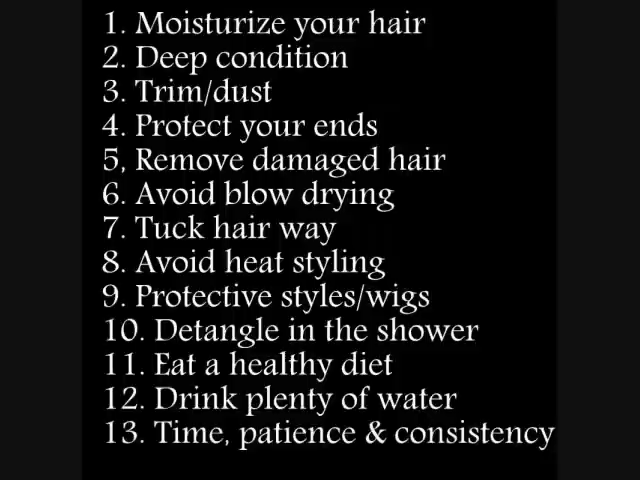 1. Moisturize your hair
2. Deep condition
3. Trim/dust
4. Protect your ends
5, Remove damaged hair
6. Avoid blow drying
7. Tuck hair way
8. Avoid heat styling
9. Protective styles/wigs
10. Detangle in the shower
11. Eat a healthy diet
12. Drink plenty of water
13. Time, patience & consistency